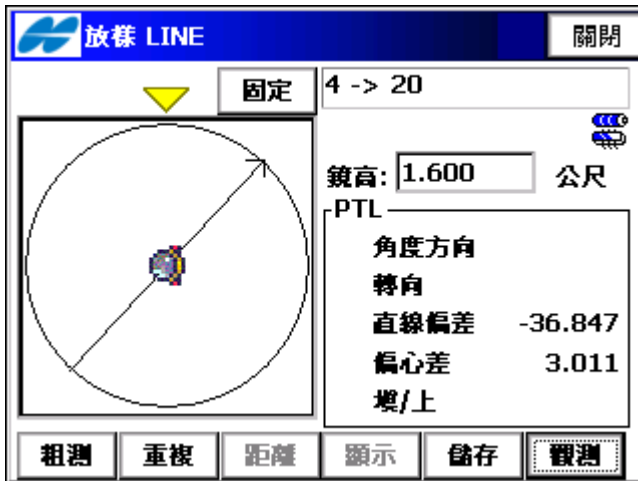 放樣 LINE
關閉
固定
4 -> 20
鏡高: 1.600 公尺
PTL
角度方向
轉向
直線偏差 -36.847
偏心差 3.011
填/上
粗測 重複 距離 顯示 儲存 觀測